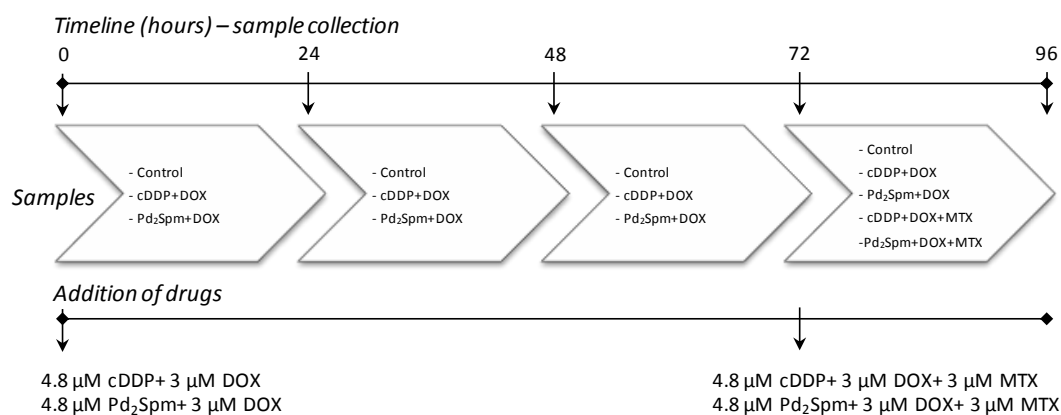 Timeline (hours) – sample collection
0 24 48 72 96
Samples
- Control
- cDDP+DOX
- Pd₂Spm+DOX
- Control
- cDDP+DOX
- Pd₂Spm+DOX
- Control
- cDDP+DOX
- Pd₂Spm+DOX
- Control
- cDDP+DOX
- Pd₂Spm+DOX
- cDDP+DOX+MTX
-Pd₂Spm+DOX+MTX
Addition of drugs
4.8 μM cDDP+ 3 μM DOX
4.8 μM Pd₂Spm+ 3 μM DOX
4.8 μM cDDP+ 3 μM DOX+ 3 μM MTX
4.8 μM Pd₂Spm+ 3 μM DOX+ 3 μM MTX